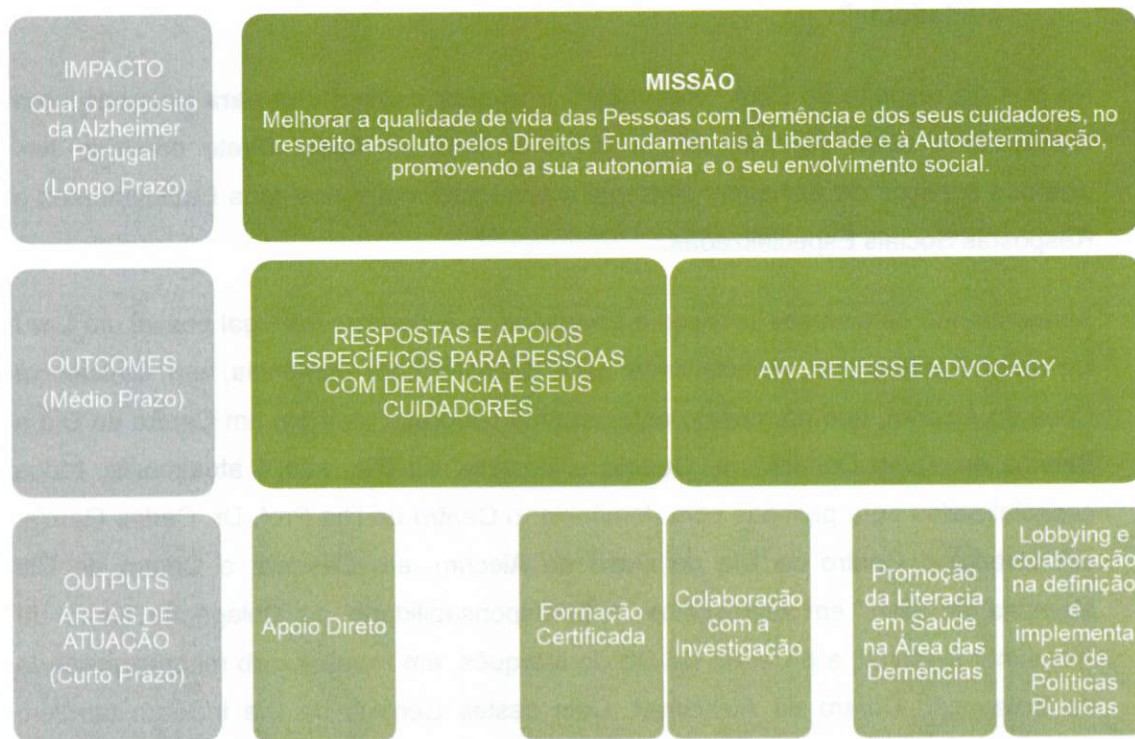 IMPACTO
Qual o propósito
da Alzheimer
Portugal
(Longo Prazo)
MISSÃO
Melhorar a qualidade de vida das Pessoas com Demência e dos seus cuidadores, no
respeito absoluto pelos Direitos Fundamentais à Liberdade e à Autodeterminação,
promovendo a sua autonomia e o seu envolvimento social.
OUTCOMES
(Médio Prazo)
RESPOSTAS E APOIOS
ESPECÍFICOS PARA PESSOAS
COM DEMÊNCIA E SEUS
CUIDADORES
AWARENESS E ADVOCACY
OUTPUTS
ÁREAS DE
ATUAÇÃO
(Curto Prazo)
Apoio Direto
Formação
Certificada
Colaboração
com a
Investigação
Promoção
da Literacia
em Saúde
na Área das
Demências
Lobbying e
colaboração
na definição
e
implementa
ção de
Políticas
Públicas